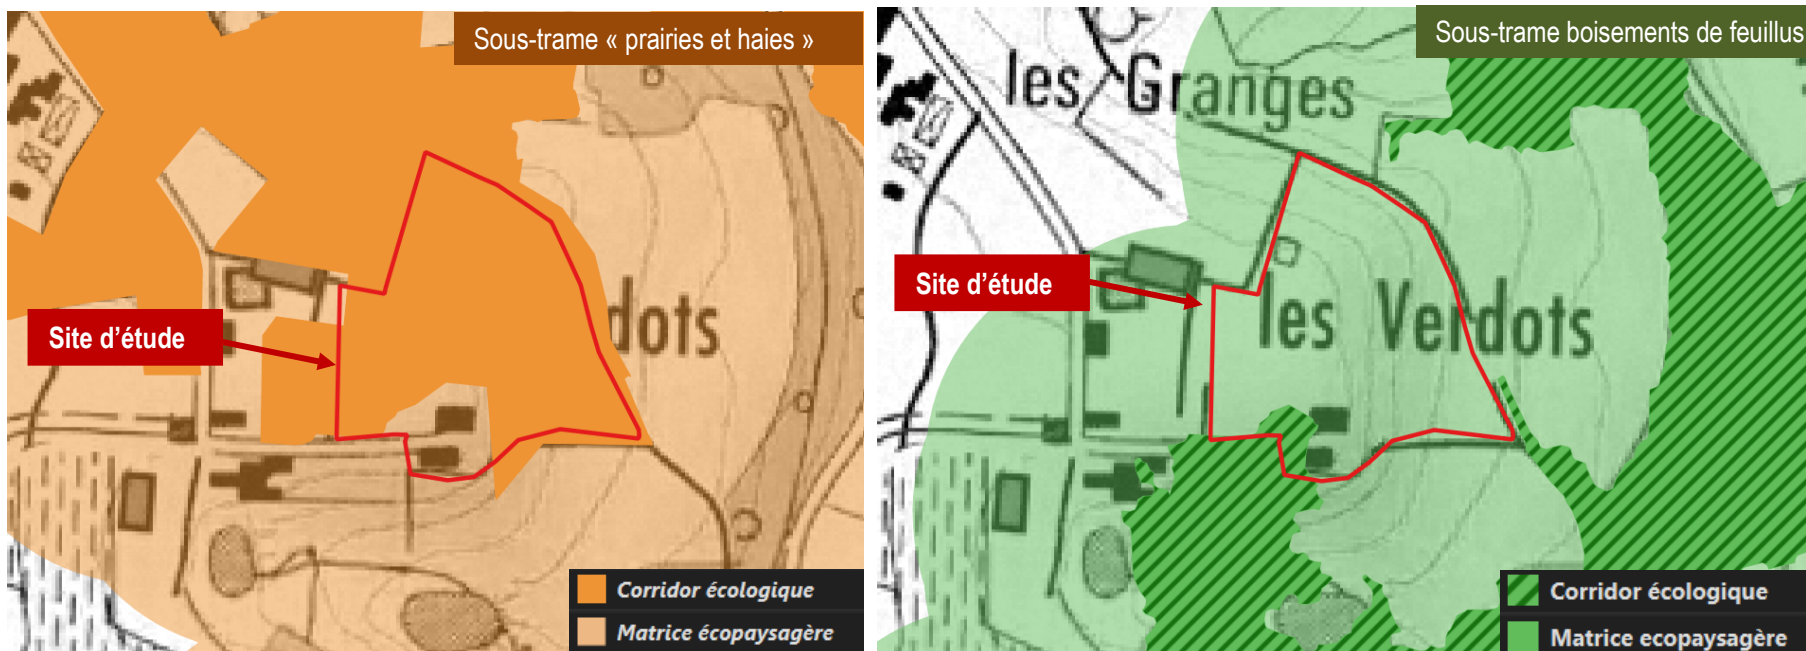 Sous-trame « prairies et haies »
dots
Site d'étude
Corridor écologique
Matrice écopaysagère
Sous-trame boisements de feuillus
les Granges
Site d'étude
les Verdots
Corridor écologique
Matrice ecopaysagère